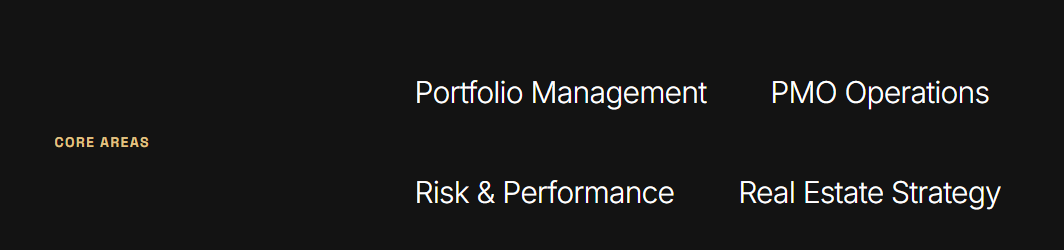 Portfolio Management
PMO Operations
CORE AREAS
Risk & Performance
Real Estate Strategy